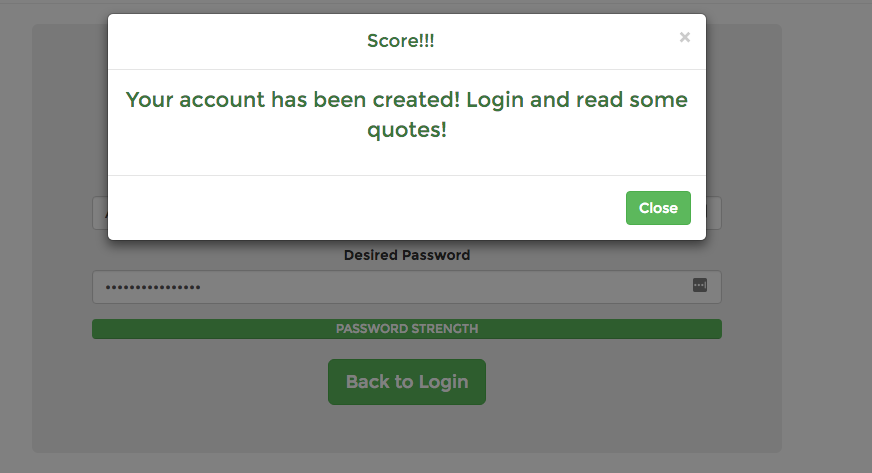 Score!!!
×
Your account has been created! Login and read some
quotes!
Close
Desired Password
••••••••••••••••
PASSWORD STRENGTH
Back to Login